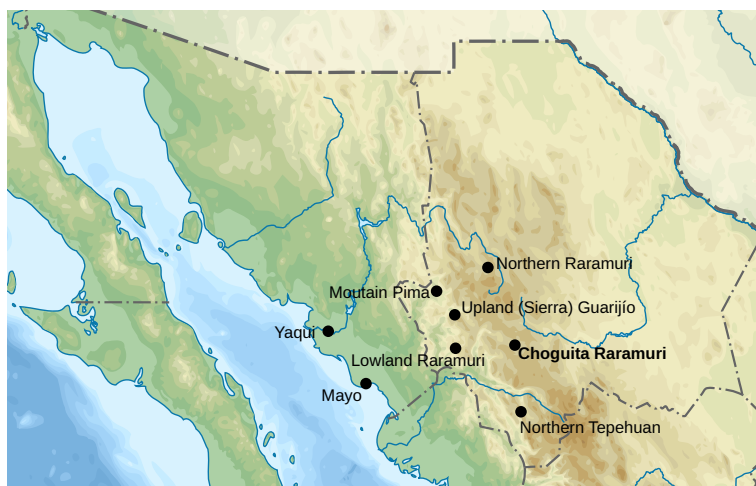 Northern Raramuri
Moutain Pima
Upland (Sierra) Guarijío
Yaqui
Choguita Raramuri
Lowland Raramuri
Mayo
Northern Tepehuan